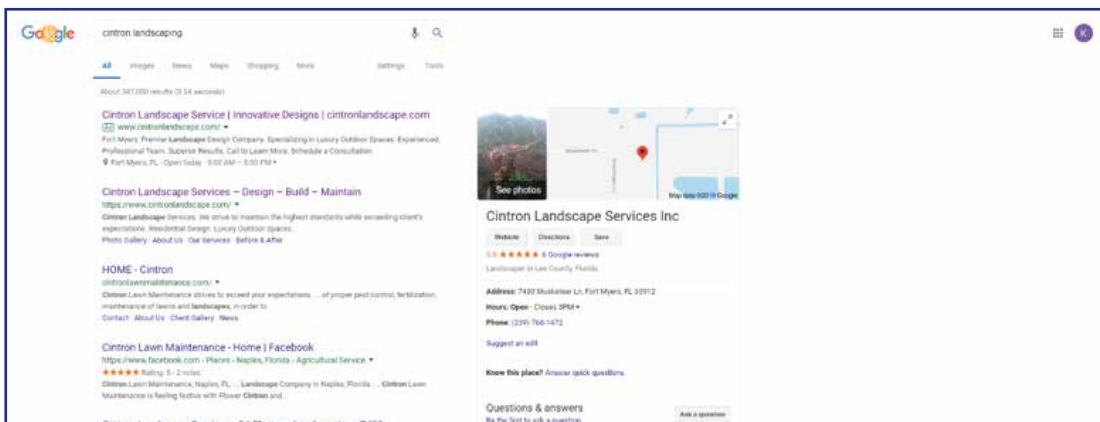 Google
cintron landscaping
All Images News Maps Shopping More Settings Tools
About 347,000 results (0.54 seconds)
Cintron Landscape Service | Innovative Designs | cintronlandscape.com
Ad www.cintronlandscape.com/
Fort Myers' Premier Landscape Design Company. Specializing in Luxury Outdoor Spaces. Experienced,
Professional Team. Superior Results. Call to Learn More. Schedule a Consultation.
Fort Myers, FL - Open today · 9:00 AM – 5:00 PM
Cintron Landscape Services – Design – Build – Maintain
https://www.cintronlandscape.com/
Cintron Landscape Services. We strive to maintain the highest standards while exceeding client's
expectations. Residential Design. Luxury Outdoor Spaces.
Photo Gallery · About Us · Our Services · Before & After
HOME - Cintron
cintronlawnmaintenance.com/
Cintron Lawn Maintenance strives to exceed your expectations. ... of proper pest control, fertilization,
maintenance of lawns and landscapes, in order to
Contact · About Us · Client Gallery · News
Cintron Lawn Maintenance - Home | Facebook
https://www.facebook.com › Places › Naples, Florida › Agricultural Service
Rating: 5 - 2 votes
Cintron Lawn Maintenance, Naples, FL. ... Landscape Company in Naples, Florida ... Cintron Lawn
Maintenance is feeling festive with Flower Cintron and
K
See photos
Map data ©2018 Google
Cintron Landscape Services Inc
Website Directions Save
5.0 6 Google reviews
Landscaper in Lee County, Florida
Address: 7430 Musketeer Ln, Fort Myers, FL 33912
Hours: Open · Closes 3PM
Phone: (239) 766-1472
Suggest an edit
Know this place? Answer quick questions
Questions & answers
Be the first to ask a question
Ask a question